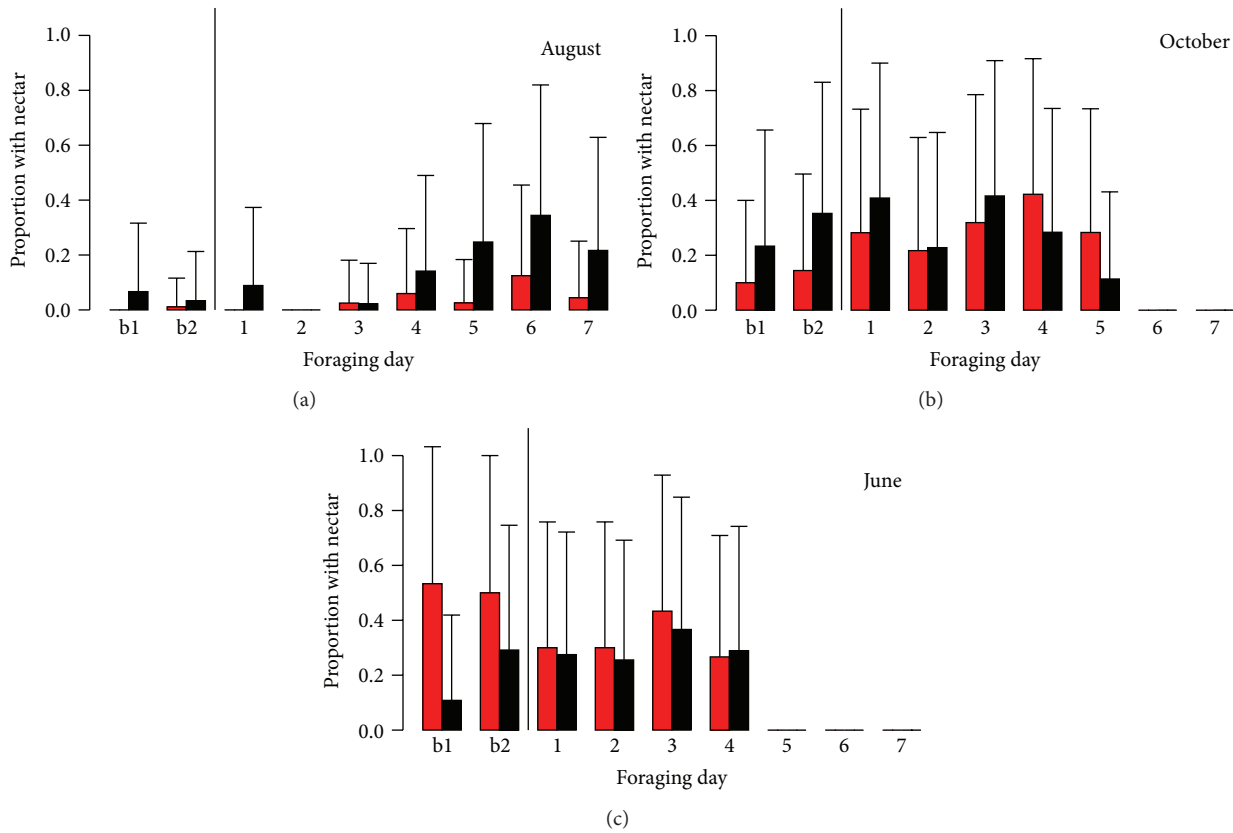 August
Proportion with nectar
1.0
0.8
0.6
0.4
0.2
0.0
b1 b2 1 2 3 4 5 6 7
Foraging day
(a)
October
Proportion with nectar
1.0
0.8
0.6
0.4
0.2
0.0
b1 b2 1 2 3 4 5 6 7
Foraging day
(b)
June
Proportion with nectar
1.0
0.8
0.6
0.4
0.2
0.0
b1 b2 1 2 3 4 5 6 7
Foraging day
(c)